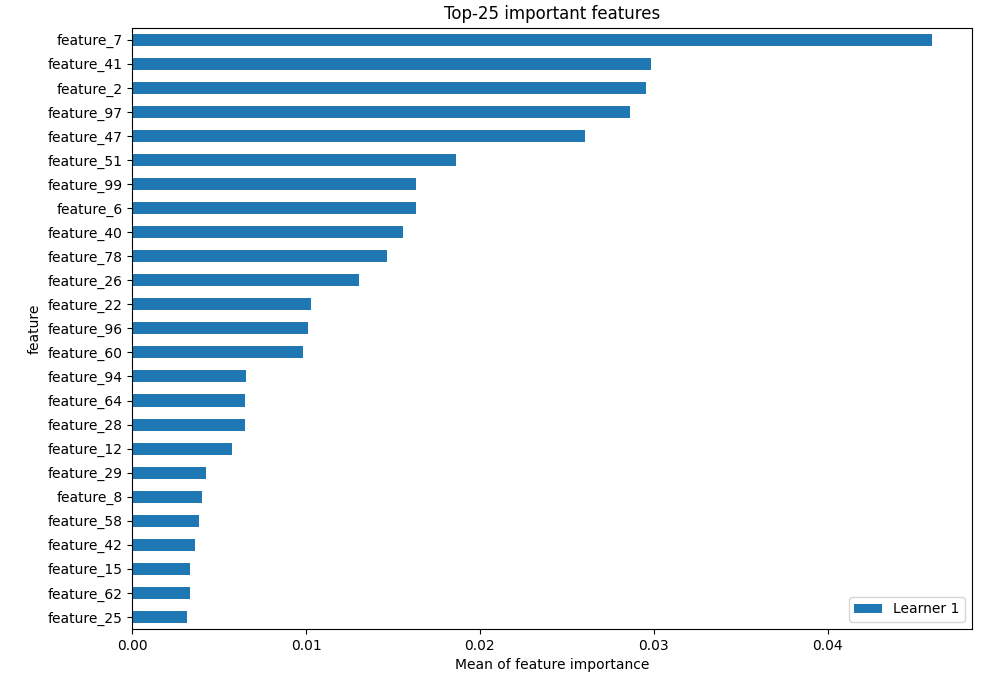 Top-25 important features
feature_7
feature_41
feature_2
feature_97
feature_47
feature_51
feature_99
feature_6
feature_40
feature_78
feature_26
feature_22
feature_96
feature_60
feature_94
feature_64
feature_28
feature_12
feature_29
feature_8
feature_58
feature_42
feature_15
feature_62
feature_25
feature
Learner 1
0.00 0.01 0.02 0.03 0.04
Mean of feature importance